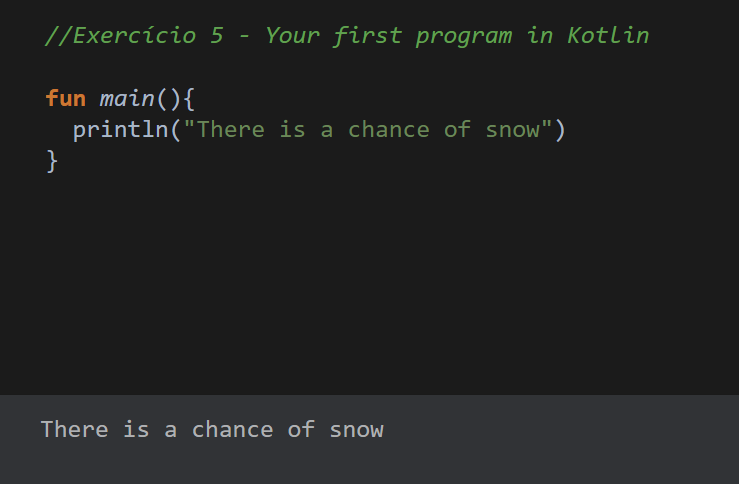 //Exercício 5 - Your first program in Kotlin
fun main(){
  println("There is a chance of snow")
}
There is a chance of snow